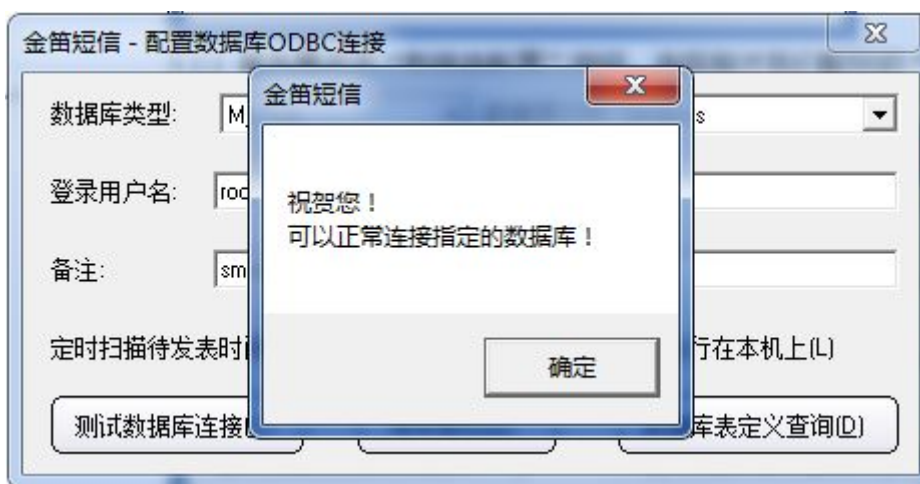 金笛短信 - 配置数据库ODBC连接
金笛短信
数据库类型:
s
登录用户名:
祝贺您！
可以正常连接指定的数据库！
备注:
sm
定时扫描待发表时
行在本机上(L)
确定
测试数据库连接
库表定义查询(D)